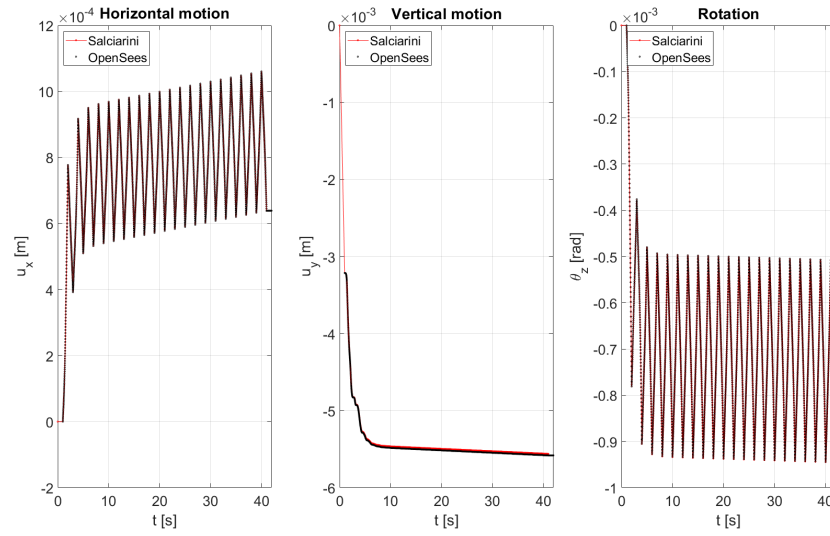 Horizontal motion
×10⁻⁴
12
10
8
6
4
2
0
-2
0
10
20
30
40
t [s]
u_x [m]
Salciarini
OpenSees
Vertical motion
×10⁻³
0
-1
-2
-3
-4
-5
-6
0
10
20
30
40
t [s]
u_y [m]
Salciarini
OpenSees
Rotation
×10⁻³
0
-0.1
-0.2
-0.3
-0.4
-0.5
-0.6
-0.7
-0.8
-0.9
-1
0
10
20
30
40
t [s]
θ_z [rad]
Salciarini
OpenSees